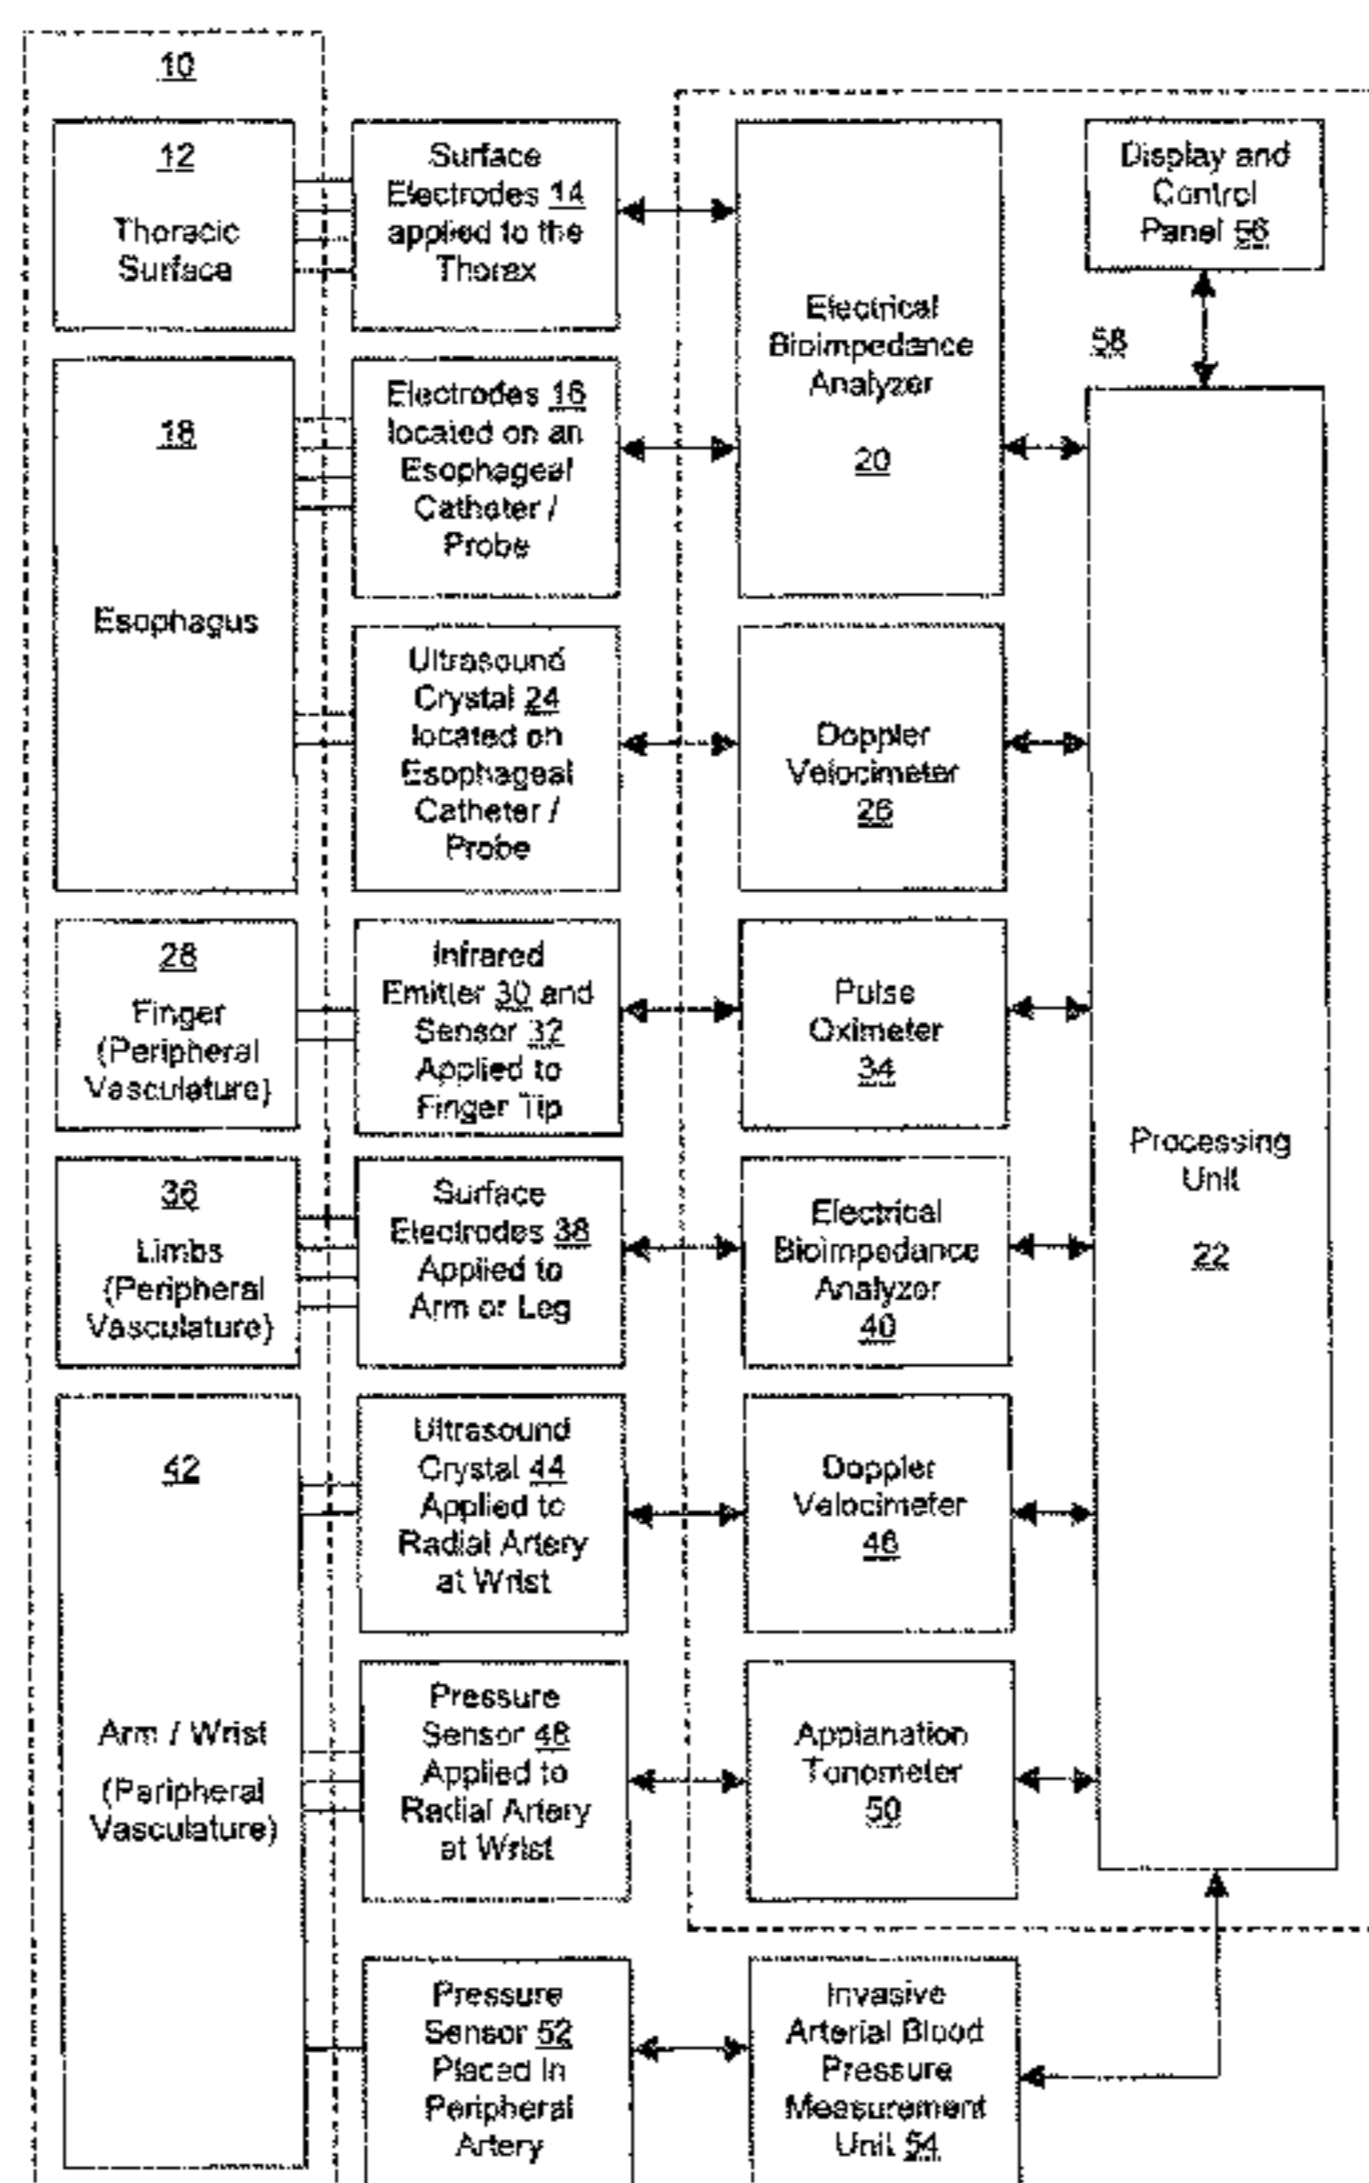 10
12
Thoracic
Surface
Surface
Electrodes 14
applied to the
Thorax
Electrical
Bioimpedance
Analyzer
20
Display and
Control
Panel 56
58
18
Esophagus
Electrodes 16
located on an
Esophageal
Catheter /
Probe
Ultrasound
Crystal 24
located on
Esophageal
Catheter /
Probe
Doppler
Velocimeter
26
28
Finger
(Peripheral
Vasculature)
Infrared
Emitter 30 and
Sensor 32
Applied to
Finger Tip
Pulse
Oximeter
34
Processing
Unit
22
36
Limbs
(Peripheral
Vasculature)
Surface
Electrodes 38
Applied to
Arm or Leg
Electrical
Bioimpedance
Analyzer
40
42
Arm / Wrist
(Peripheral
Vasculature)
Ultrasound
Crystal 44
Applied to
Radial Artery
at Wrist
Doppler
Velocimeter
46
Pressure
Sensor 48
Applied to
Radial Artery
at Wrist
Applanation
Tonometer
50
Pressure
Sensor 52
Placed in
Peripheral
Artery
Invasive
Arterial Blood
Pressure
Measurement
Unit 54